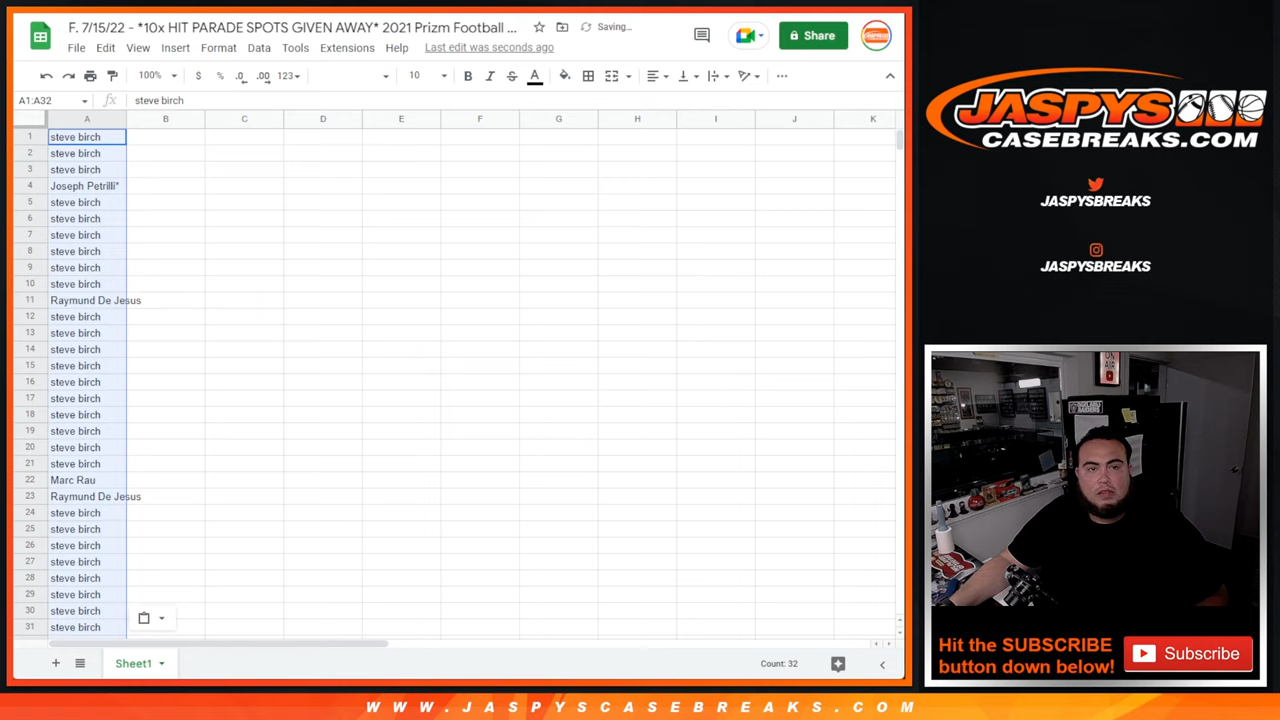 F. 7/15/22 - *10x HIT PARADE SPOTS GIVEN AWAY* 2021 Prizm Football ...
Saving...
File Edit View Insert Format Data Tools Extensions Help Last edit was seconds ago
Share
100% $ % .0 .00 123 10 B I S A
A1:A32 fx steve birch
A B C D E F G H I J K
1 steve birch
2 steve birch
3 steve birch
4 Joseph Petrilli*
5 steve birch
6 steve birch
7 steve birch
8 steve birch
9 steve birch
10 steve birch
11 Raymund De Jesus
12 steve birch
13 steve birch
14 steve birch
15 steve birch
16 steve birch
17 steve birch
18 steve birch
19 steve birch
20 steve birch
21 steve birch
22 Marc Rau
23 Raymund De Jesus
24 steve birch
25 steve birch
26 steve birch
27 steve birch
28 steve birch
29 steve birch
30 steve birch
31 steve birch
Sheet1
Count: 32
JASPYS
CASEBREAKS.COM
JASPYSBREAKS
JASPYSBREAKS
ON
AIR
Hit the SUBSCRIBE
button down below!
Subscribe
WWW.JASPYSCASEBREAKS.COM